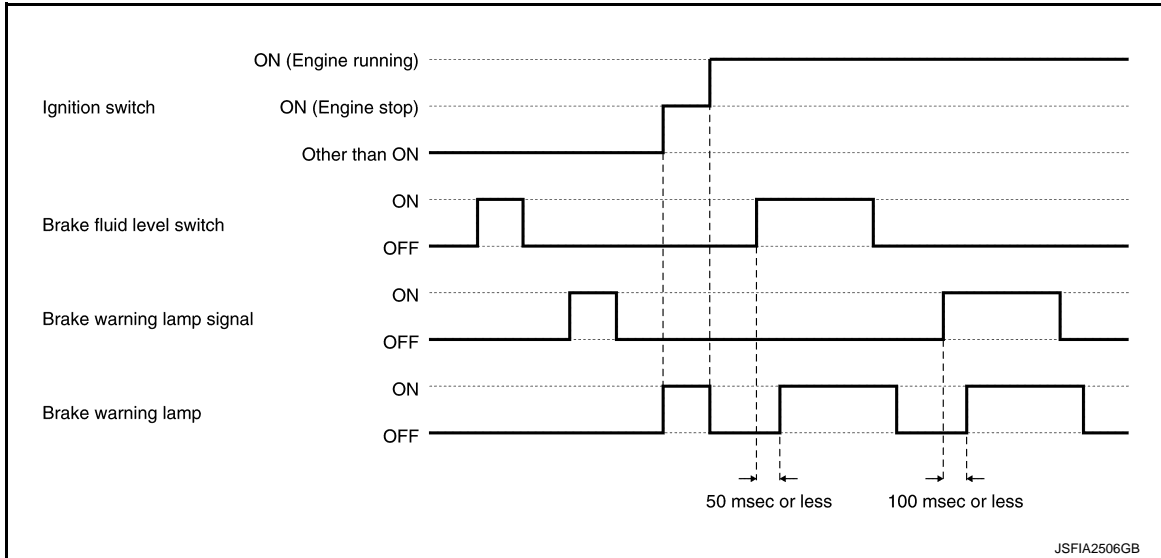 ON (Engine running)
Ignition switch
ON (Engine stop)
Other than ON
ON
Brake fluid level switch
OFF
ON
Brake warning lamp signal
OFF
ON
Brake warning lamp
OFF
50 msec or less
100 msec or less
JSFIA2506GB